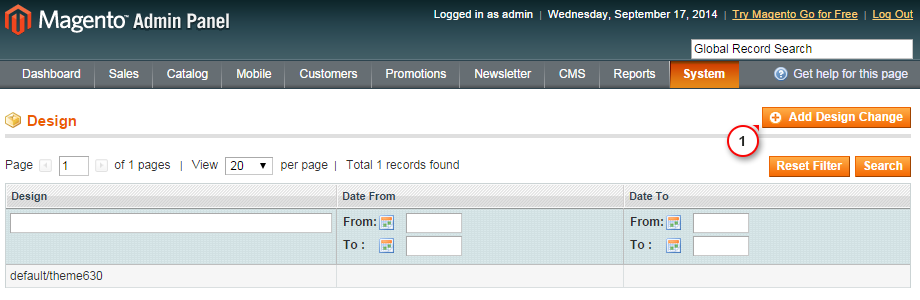 Magento Admin Panel
Logged in as admin | Wednesday, September 17, 2014 | Try Magento Go for Free | Log Out
Global Record Search
Dashboard Sales Catalog Mobile Customers Promotions Newsletter CMS Reports System Get help for this page
Design
Add Design Change
1
Page 1 of 1 pages | View 20 per page | Total 1 records found
Reset Filter Search
Design Date From Date To
From: From:
To : To :
default/theme630